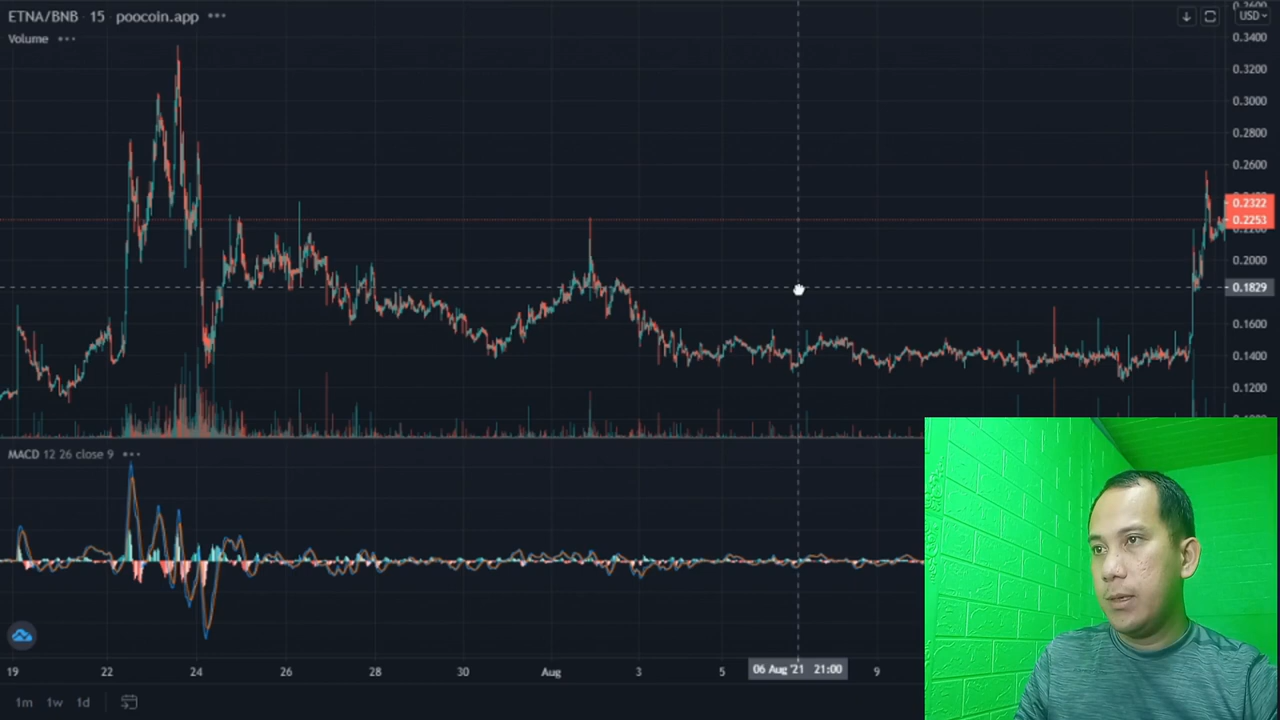 ETNA/BNB 15 poocoin.app
Volume
USD
0.3400
0.3200
0.3000
0.2800
0.2600
0.2322
0.2253
0.2200
0.2000
0.1829
0.1600
0.1400
0.1200
MACD 12 26 close 9
19 22 24 26 28 30 Aug 3 5 06 Aug '21 21:00 9
1m 1w 1d